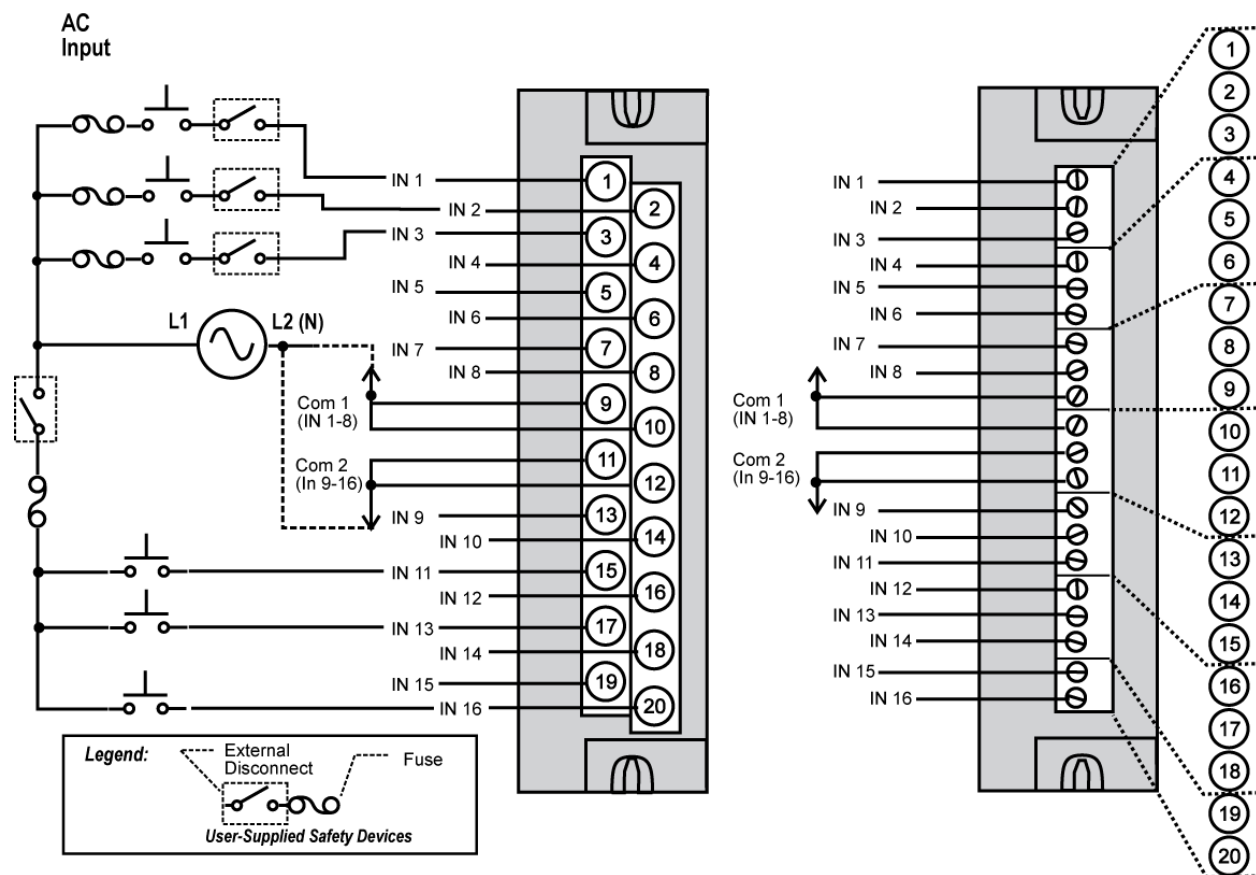 AC
Input
L1
L2 (N)
IN 1
IN 2
IN 3
IN 4
IN 5
IN 6
IN 7
IN 8
Com 1
(IN 1-8)
Com 2
(In 9-16)
IN 9
IN 10
IN 11
IN 12
IN 13
IN 14
IN 15
IN 16
1
2
3
4
5
6
7
8
9
10
11
12
13
14
15
16
17
18
19
20
Legend:
External
Disconnect
Fuse
User-Supplied Safety Devices
IN 1
IN 2
IN 3
IN 4
IN 5
IN 6
IN 7
IN 8
Com 1
(IN 1-8)
Com 2
(In 9-16)
IN 9
IN 10
IN 11
IN 12
IN 13
IN 14
IN 15
IN 16
1
2
3
4
5
6
7
8
9
10
11
12
13
14
15
16
17
18
19
20